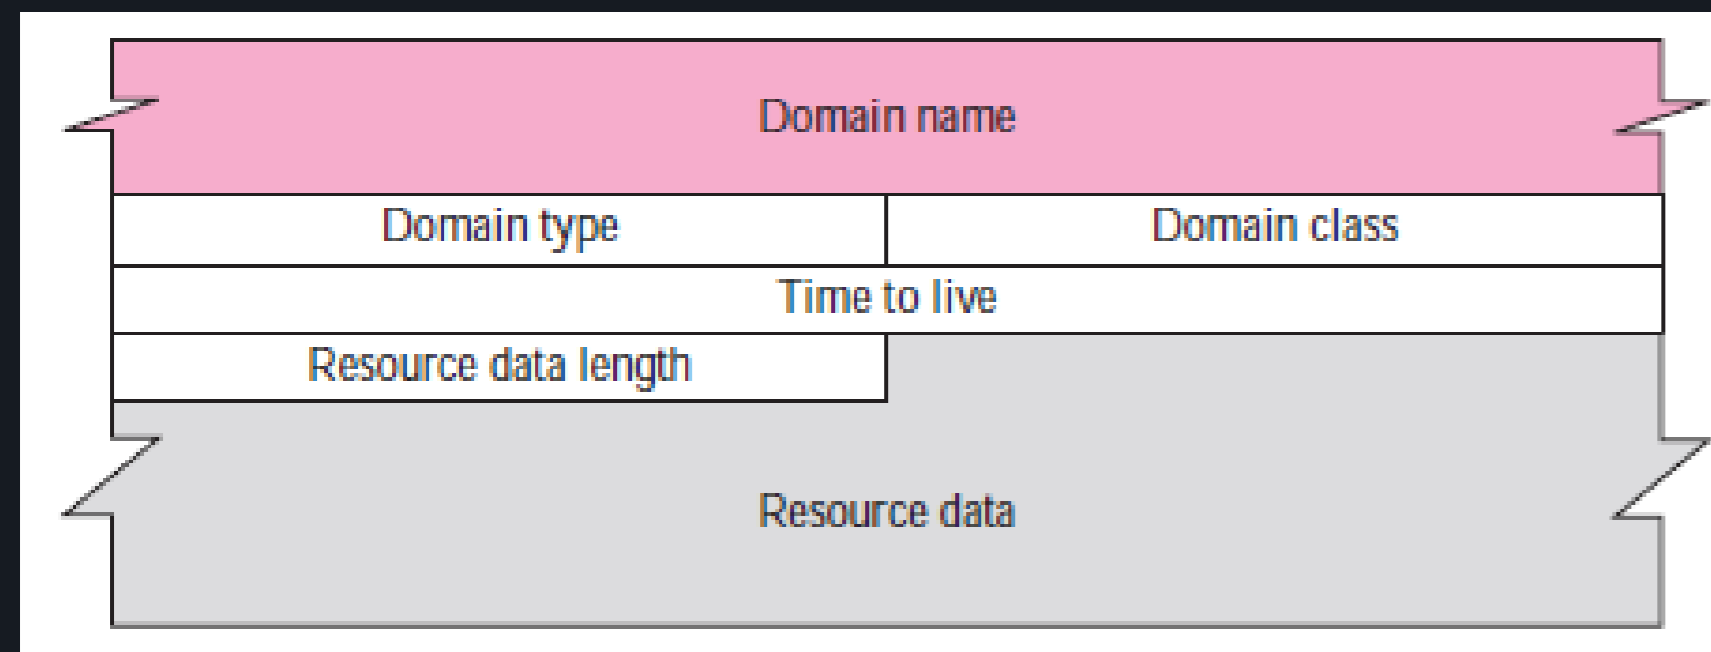 Domain name
Domain type Domain class
Time to live
Resource data length
Resource data